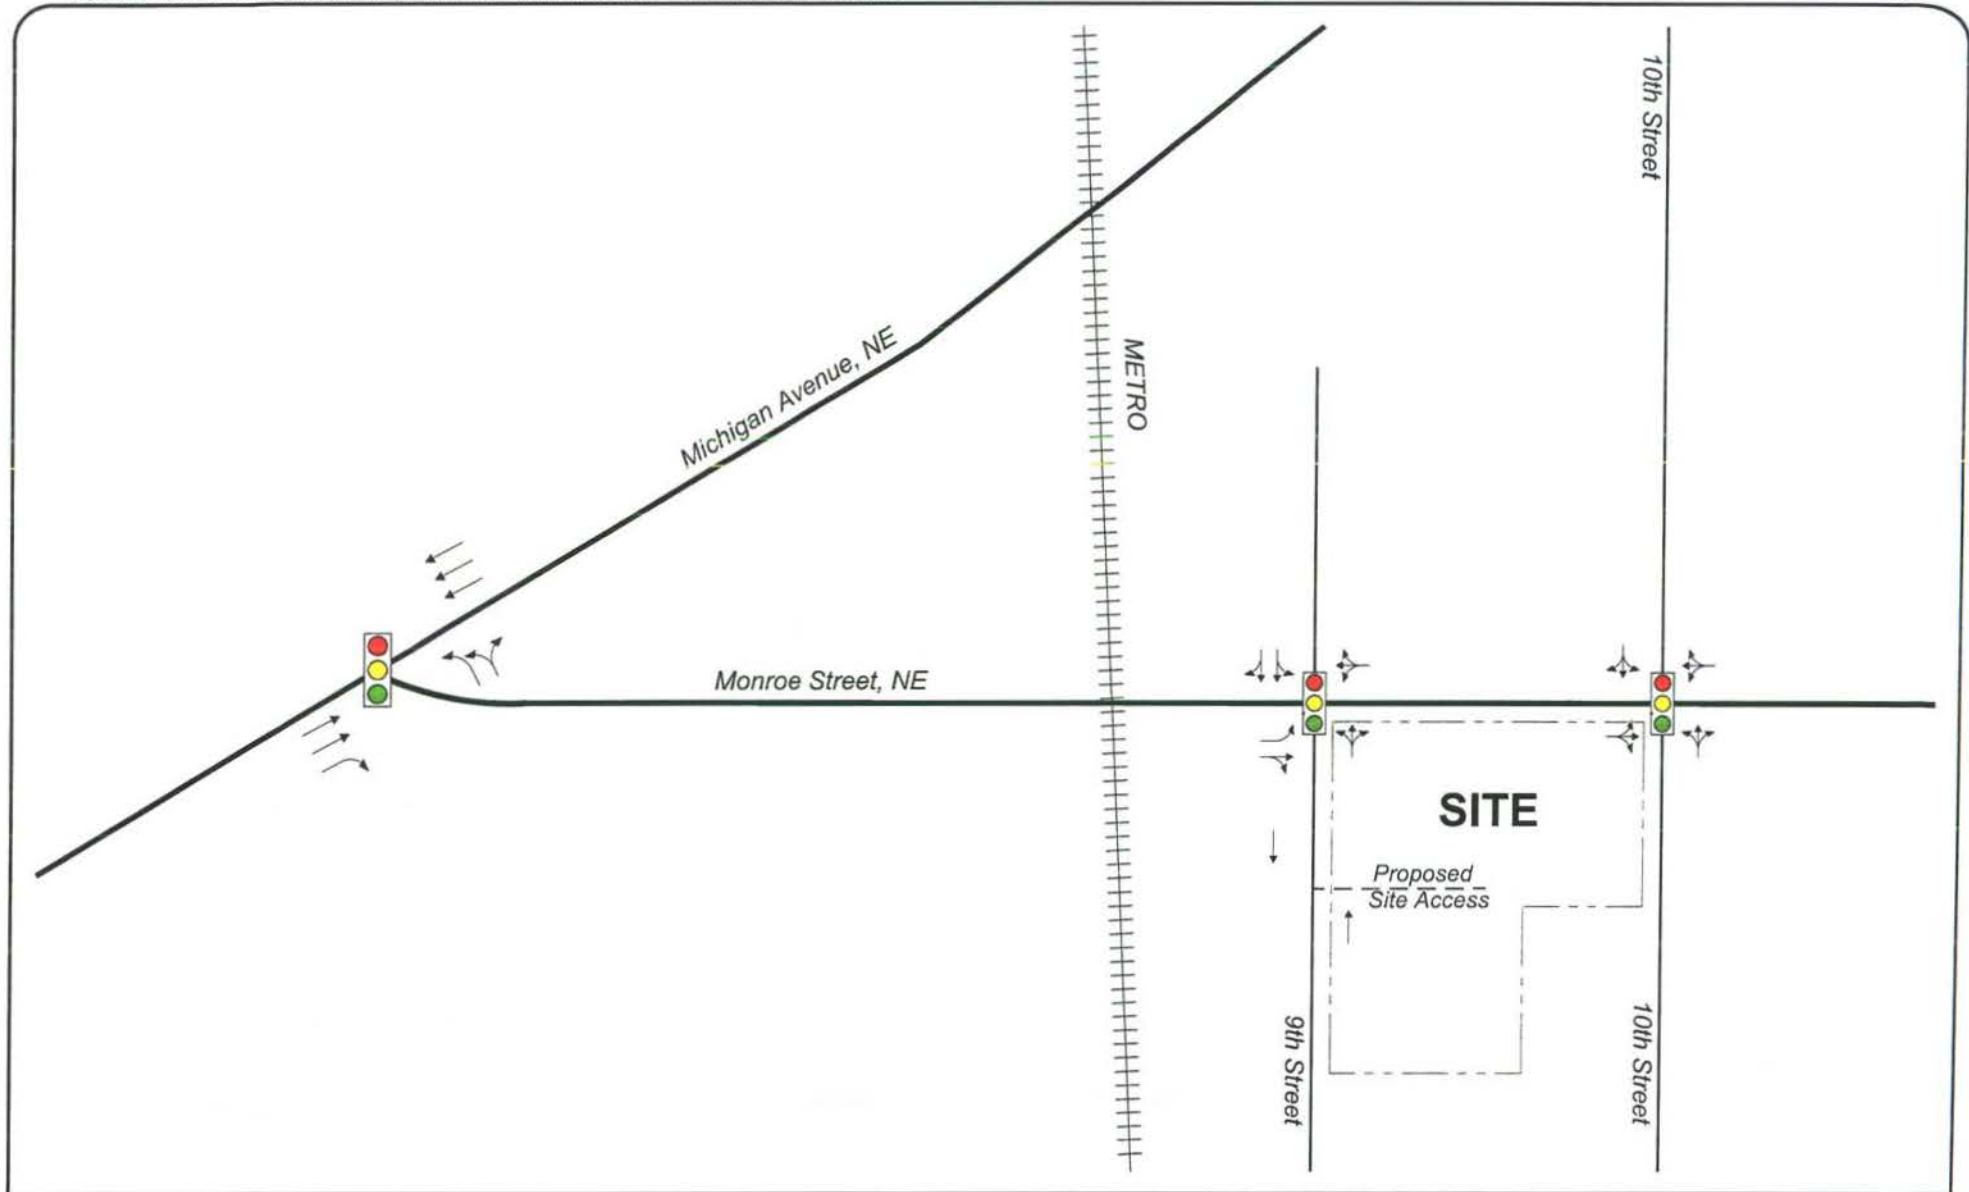 10th Street
Michigan Avenue, NE
METRO
Monroe Street, NE
SITE
Proposed
Site Access
9th Street
10th Street